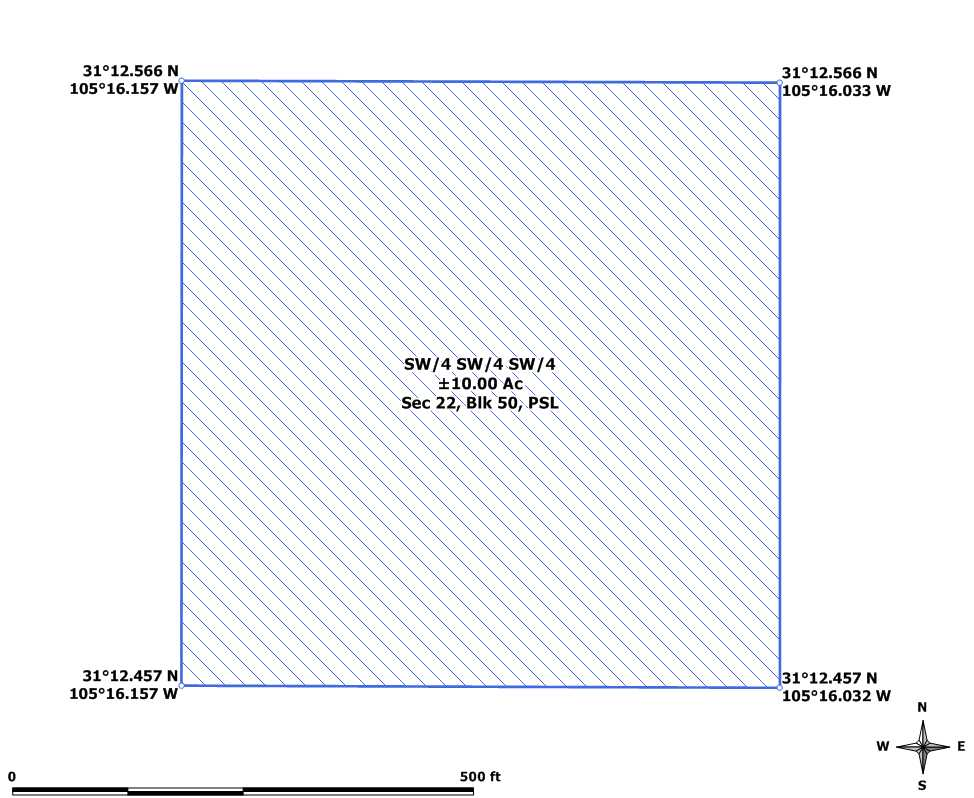 31°12.566 N
105°16.157 W
31°12.566 N
105°16.033 W
SW/4 SW/4 SW/4
±10.00 Ac
Sec 22, Blk 50, PSL
31°12.457 N
105°16.157 W
31°12.457 N
105°16.032 W
N
W E
S
0 500 ft